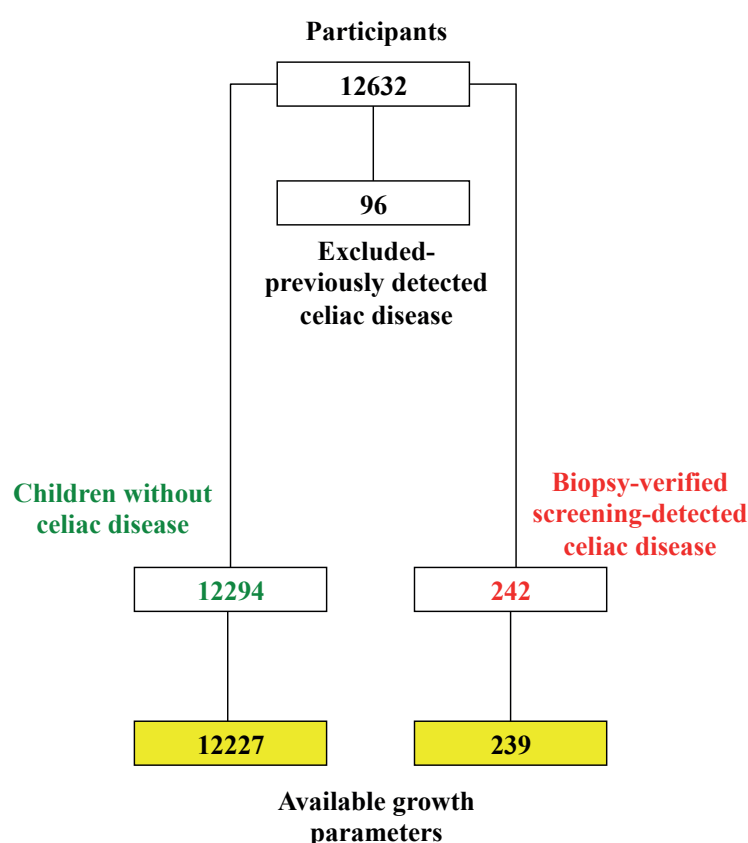 Participants
12632
96
Excluded-
previously detected
celiac disease
Children without
celiac disease
Biopsy-verified
screening-detected
celiac disease
12294
242
12227
239
Available growth
parameters